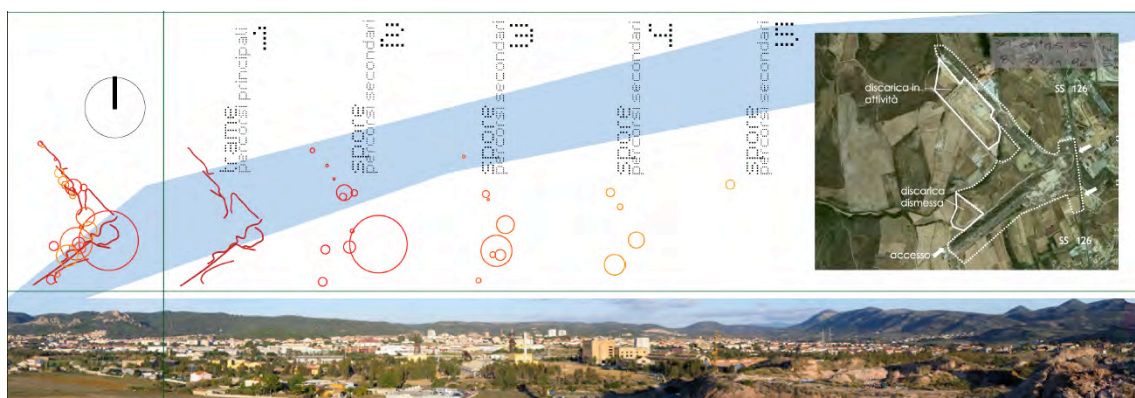 1
trame
percorsi principali
2
spore
percorsi secondari
3
spore
percorsi secondari
4
spore
percorsi secondari
5
spore
percorsi secondari
discarica in
attività
SS 126
discarica
dismessa
SS 126
accesso